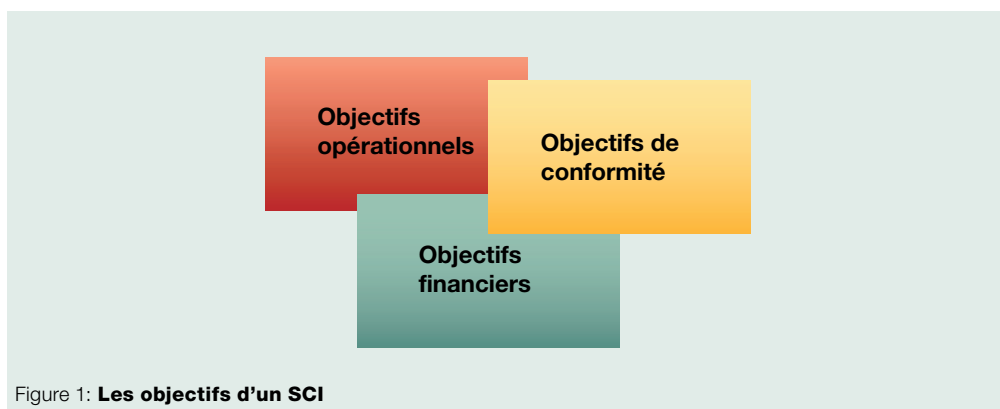 Objectifs
opérationnels
Objectifs de
conformité
Objectifs
financiers
Figure 1: Les objectifs d’un SCI